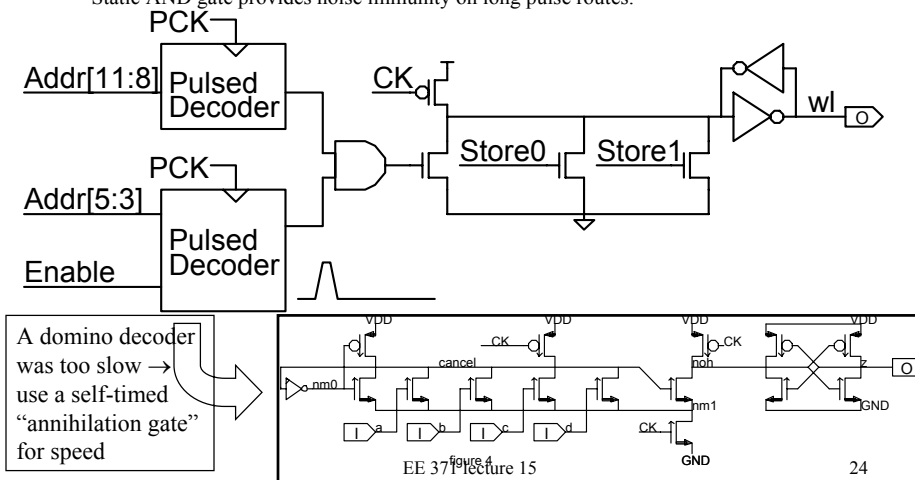 Static AND gate provides noise immunity on long pulse routes.
PCK
Addr[11:8]
Pulsed
Decoder
CK
Store0
Store1
wl
O
PCK
Addr[5:3]
Enable
Pulsed
Decoder
A domino decoder
was too slow →
use a self-timed
“annihilation gate”
for speed
VDD
VDD
VDD
VDD
CK
CK
cancel
noh
z
O
nm0
nm1
GND
I
a
I
b
I
c
I
d
CK
GND
figure 4
EE 371 lecture 15
24